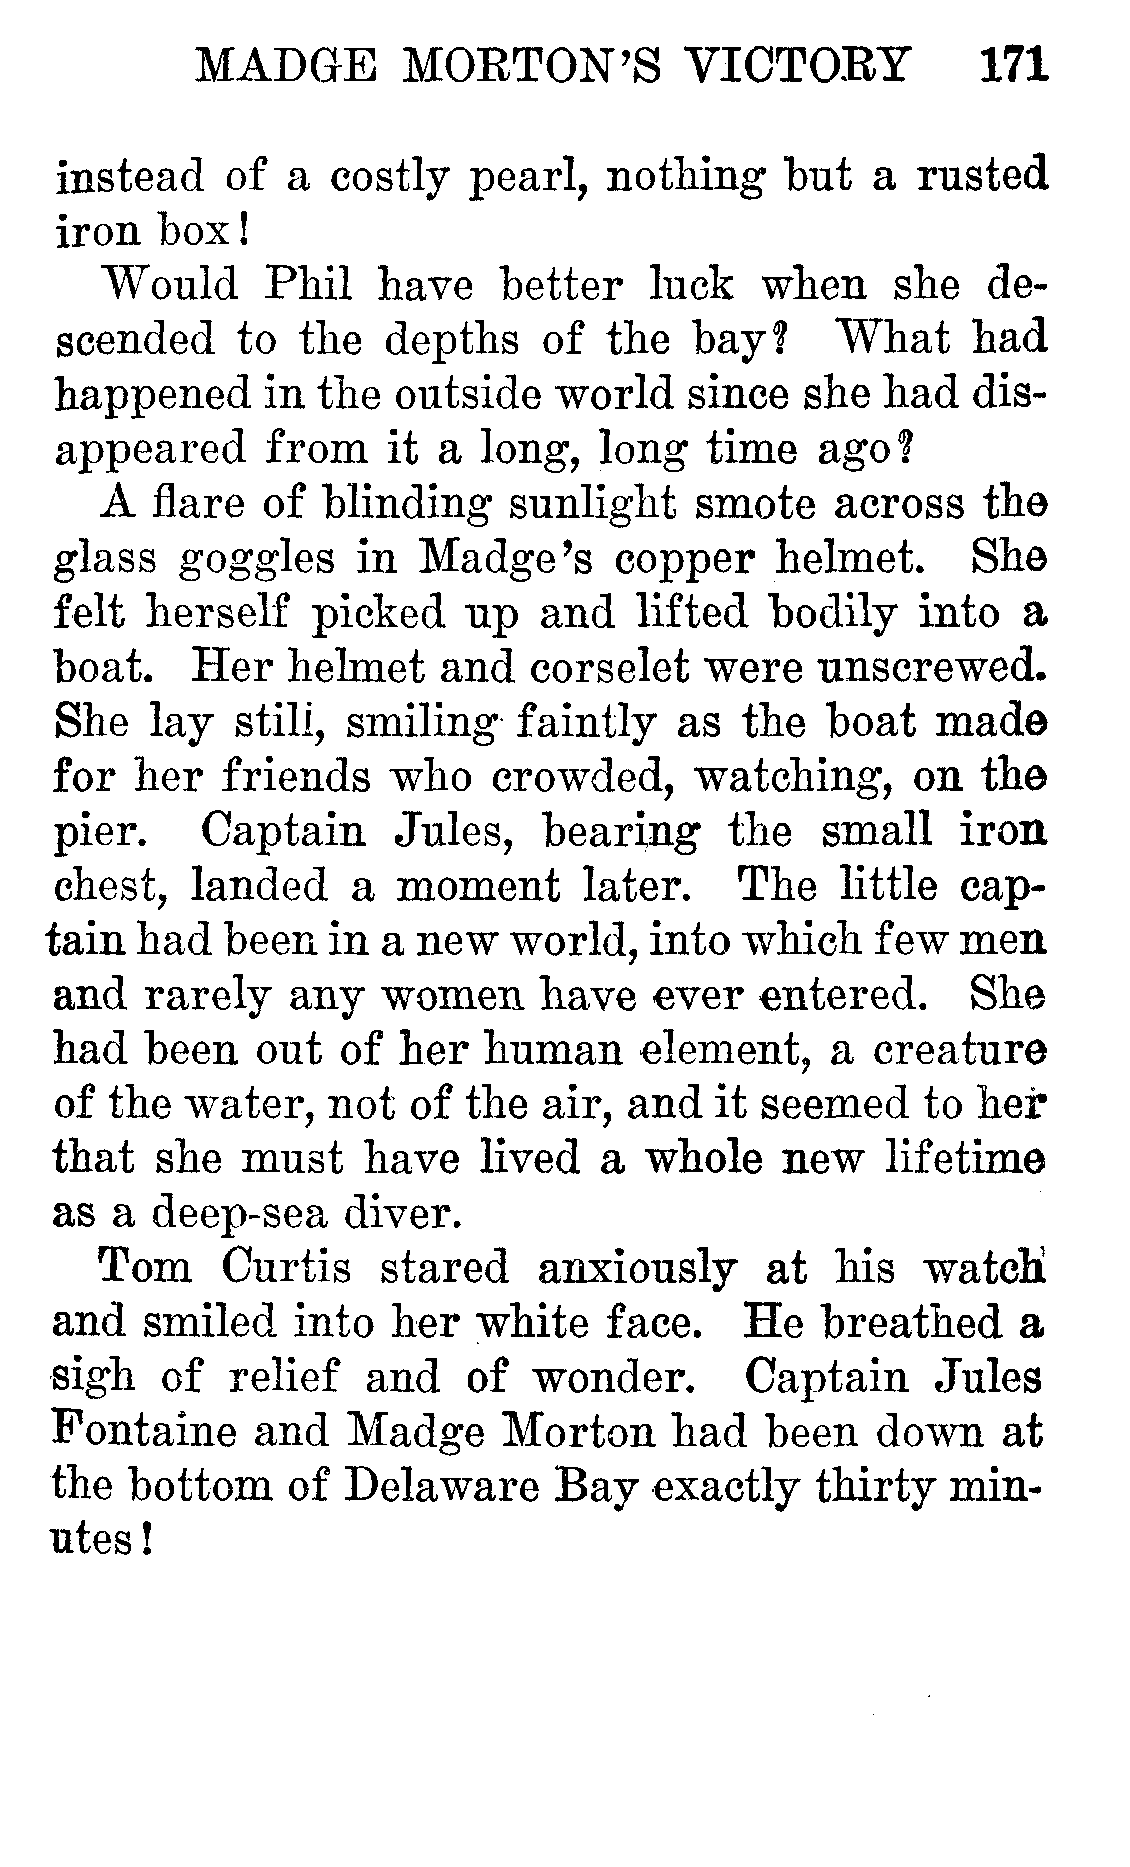 MADGE MORTON'S VICTORY 171
instead of a costly pearl, nothing but a rusted
iron box!
Would Phil have better luck when she de-
scended to the depths of the bay? What had
happened in the outside world since she had dis-
appeared from it a long, long time ago?
A flare of blinding sunlight smote across the
glass goggles in Madge's copper helmet. She
felt herself picked up and lifted bodily into a
boat. Her helmet and corselet were unscrewed.
She lay still, smiling faintly as the boat made
for her friends who crowded, watching, on the
pier. Captain Jules, bearing the small iron
chest, landed a moment later. The little cap-
tain had been in a new world, into which few men
and rarely any women have ever entered. She
had been out of her human element, a creature
of the water, not of the air, and it seemed to her
that she must have lived a whole new lifetime
as a deep-sea diver.
Tom Curtis stared anxiously at his watch
and smiled into her white face. He breathed a
sigh of relief and of wonder. Captain Jules
Fontaine and Madge Morton had been down at
the bottom of Delaware Bay exactly thirty min-
utes!